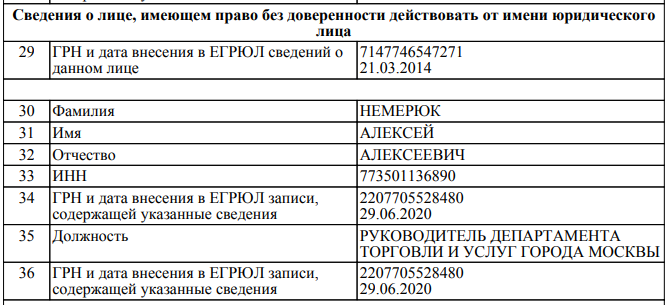 Сведения о лице, имеющем право без доверенности действовать от имени юридического
лица
29 ГРН и дата внесения в ЕГРЮЛ сведений о 7147746547271
данном лице 21.03.2014
30 Фамилия НЕМЕРЮК
31 Имя АЛЕКСЕЙ
32 Отчество АЛЕКСЕЕВИЧ
33 ИНН 773501136890
34 ГРН и дата внесения в ЕГРЮЛ записи, 2207705528480
содержащей указанные сведения 29.06.2020
35 Должность РУКОВОДИТЕЛЬ ДЕПАРТАМЕНТА
ТОРГОВЛИ И УСЛУГ ГОРОДА МОСКВЫ
36 ГРН и дата внесения в ЕГРЮЛ записи, 2207705528480
содержащей указанные сведения 29.06.2020